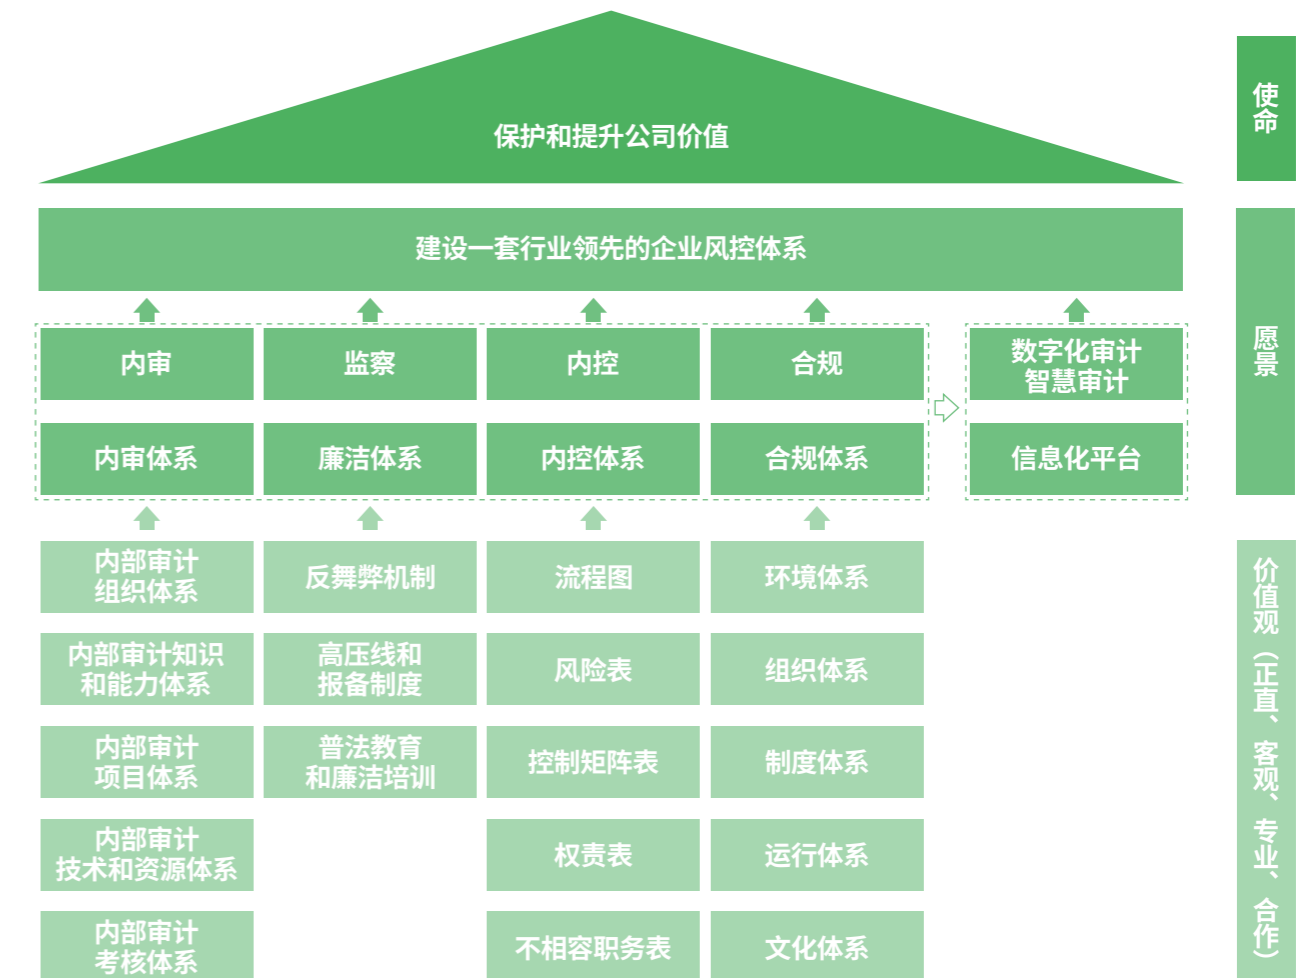 保护和提升公司价值
使命
建设一套行业领先的企业风控体系
内审
监察
内控
合规
数字化审计
智慧审计
愿景
内审体系
廉洁体系
内控体系
合规体系
信息化平台
内部审计
组织体系
反舞弊机制
流程图
环境体系
内部审计知识
和能力体系
高压线和
报备制度
风险表
组织体系
内部审计
项目体系
普法教育
和廉洁培训
控制矩阵表
制度体系
内部审计
技术和资源体系
权责表
运行体系
内部审计
考核体系
不相容职务表
文化体系
价值观（正直、客观、专业、合作）